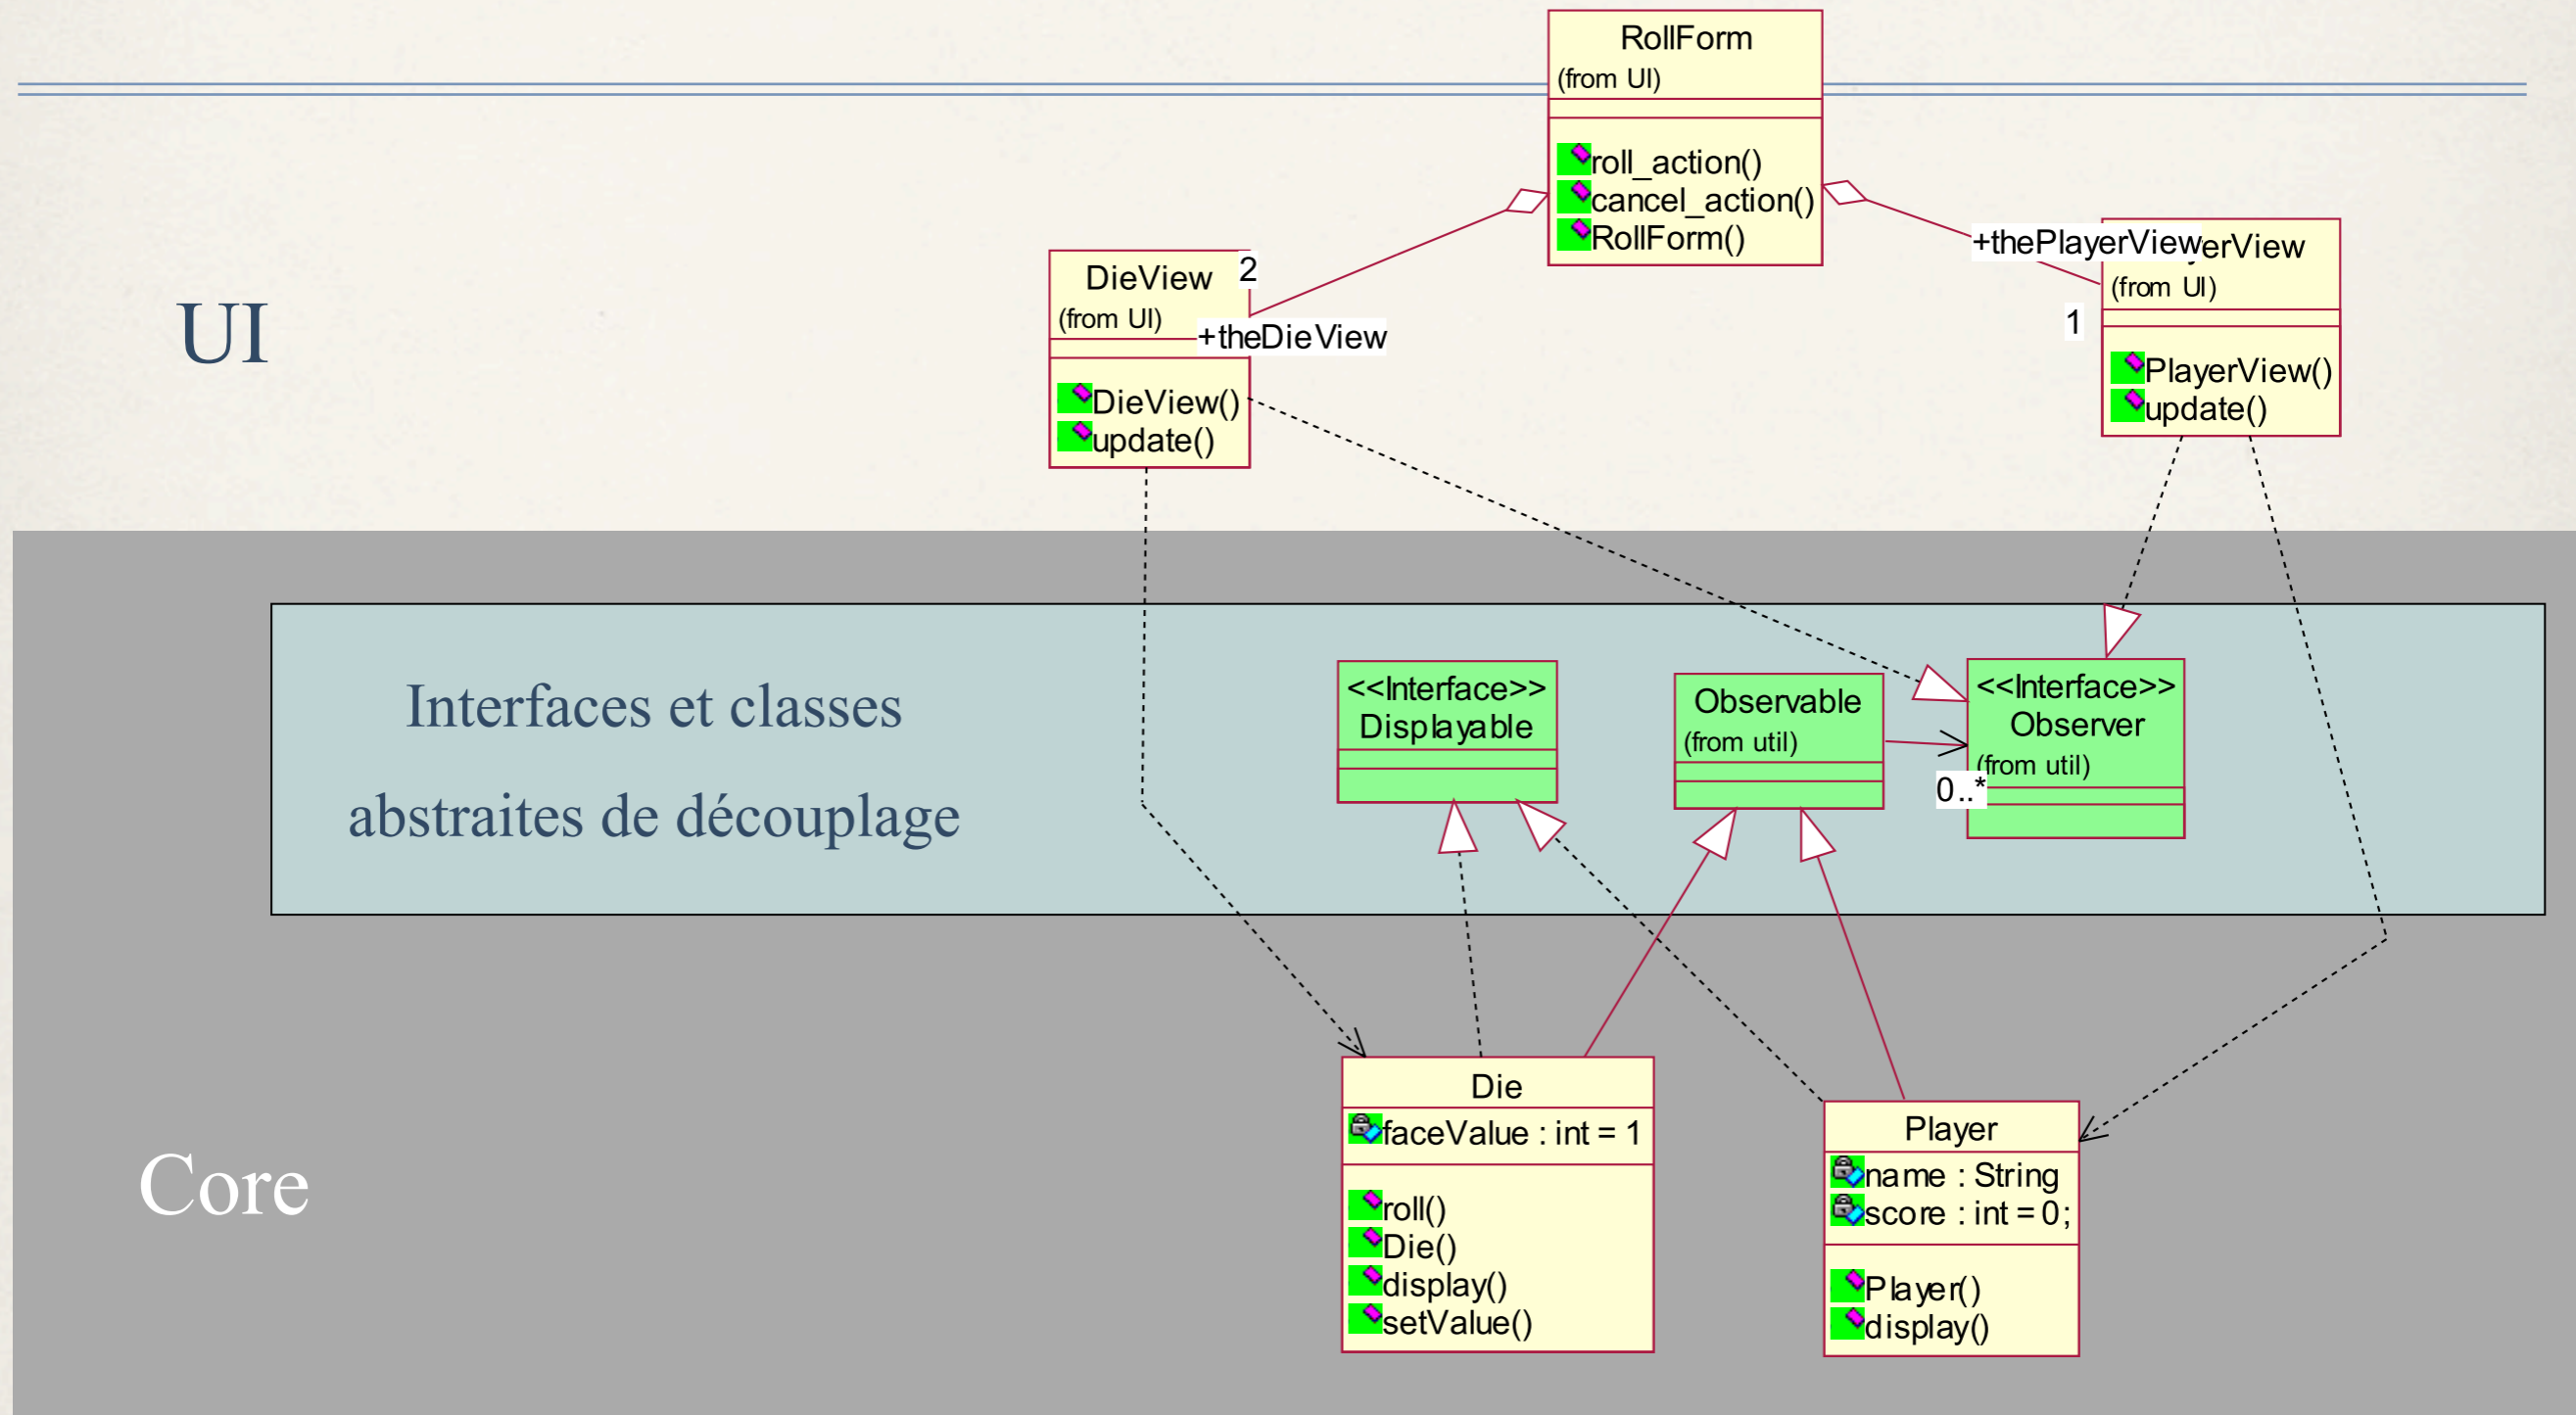 RollForm
(from UI)
roll_action()
cancel_action()
RollForm()
UI
DieView
(from UI)
2
+theDieView
DieView()
update()
+thePlayerView
erView
(from UI)
1
PlayerView()
update()
Interfaces et classes
abstraites de découplage
<<Interface>>
Displayable
Observable
(from util)
<<Interface>>
Observer
(from util)
0..*
Core
Die
faceValue : int = 1
roll()
Die()
display()
setValue()
Player
name : String
score : int = 0;
Player()
display()